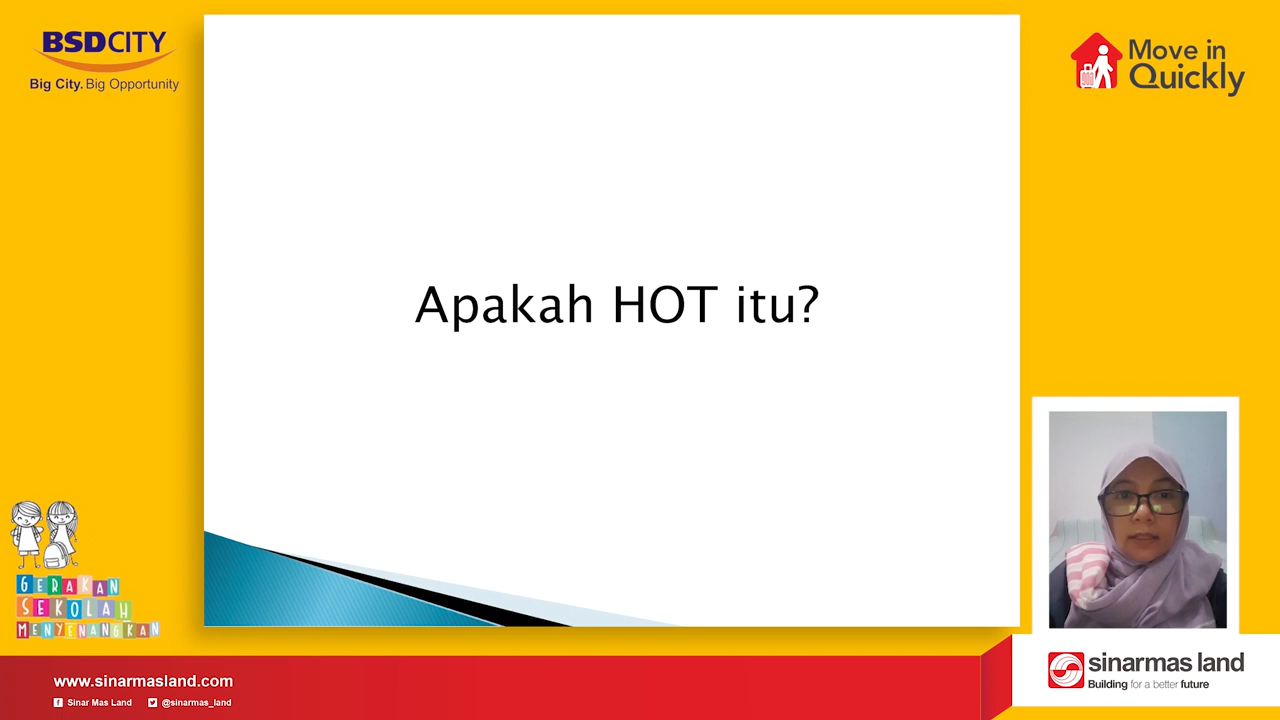 BSDCITY
Big City. Big Opportunity
Move in
Quickly
Apakah HOT itu?
GERAKAN
SEKOLAH
MENYENANGKAN
www.sinarmasland.com
Sinar Mas Land @sinarmas_land
sinarmas land
Building for a better future